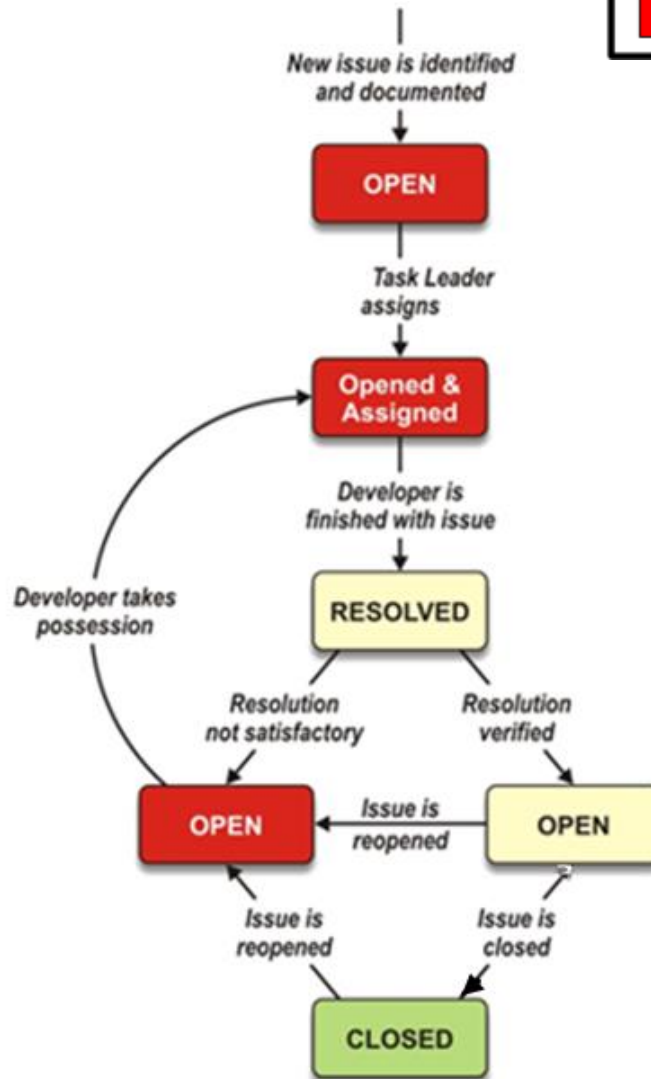 New issue is identified
and documented
OPEN
Task Leader
assigns
Opened &
Assigned
Developer is
finished with issue
RESOLVED
Developer takes
possession
Resolution
not satisfactory
Resolution
verified
OPEN
Issue is
reopened
OPEN
Issue is
reopened
Issue is
closed
CLOSED